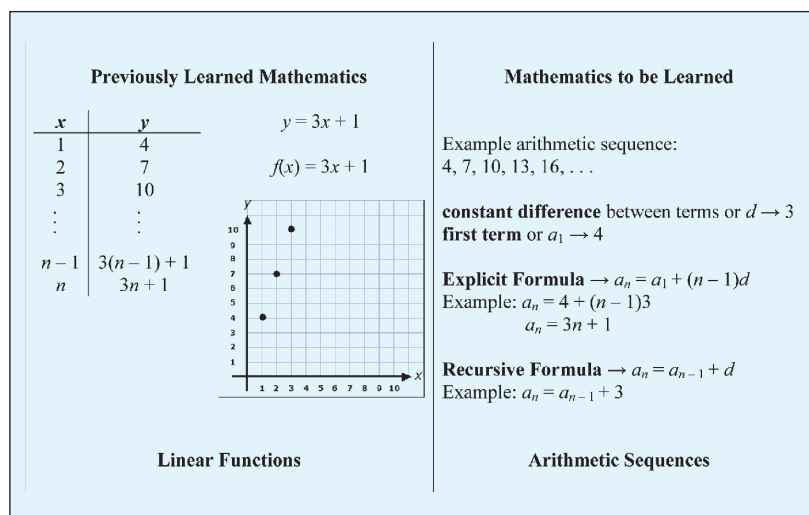 Previously Learned Mathematics
x y
1 4
2 7
3 10
⋮ ⋮
n – 1 3(n – 1) + 1
n 3n + 1
y = 3x + 1
f(x) = 3x + 1
y
10
9
8
7
6
5
4
3
2
1
1 2 3 4 5 6 7 8 9 10 x
Linear Functions
Mathematics to be Learned
Example arithmetic sequence:
4, 7, 10, 13, 16, . . .
constant difference between terms or d → 3
first term or a₁ → 4
Explicit Formula → aₙ = a₁ + (n – 1)d
Example: aₙ = 4 + (n – 1)3
aₙ = 3n + 1
Recursive Formula → aₙ = aₙ₋₁ + d
Example: aₙ = aₙ₋₁ + 3
Arithmetic Sequences